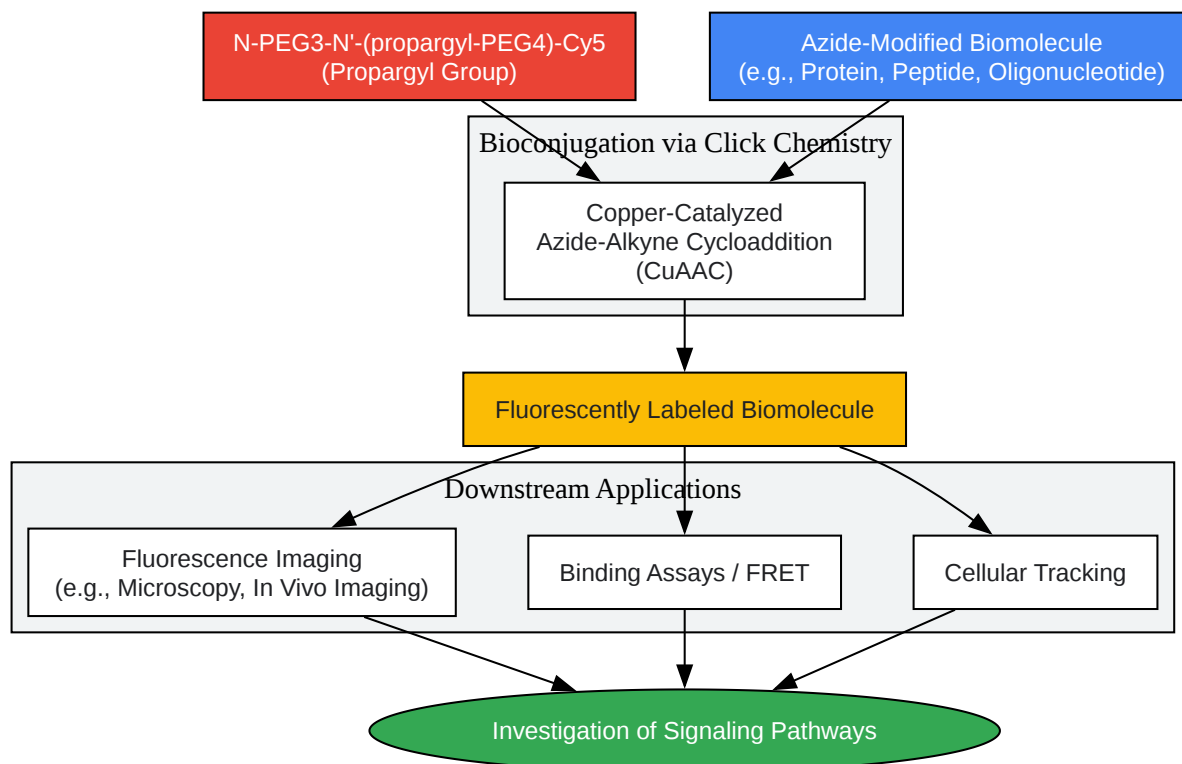 N-PEG3-N'-(propargyl-PEG4)-Cy5
(Propargyl Group)
Azide-Modified Biomolecule
(e.g., Protein, Peptide, Oligonucleotide)
Bioconjugation via Click Chemistry
Copper-Catalyzed
Azide-Alkyne Cycloaddition
(CuAAC)
Fluorescently Labeled Biomolecule
Downstream Applications
Fluorescence Imaging
(e.g., Microscopy, In Vivo Imaging)
Binding Assays / FRET
Cellular Tracking
Investigation of Signaling Pathways